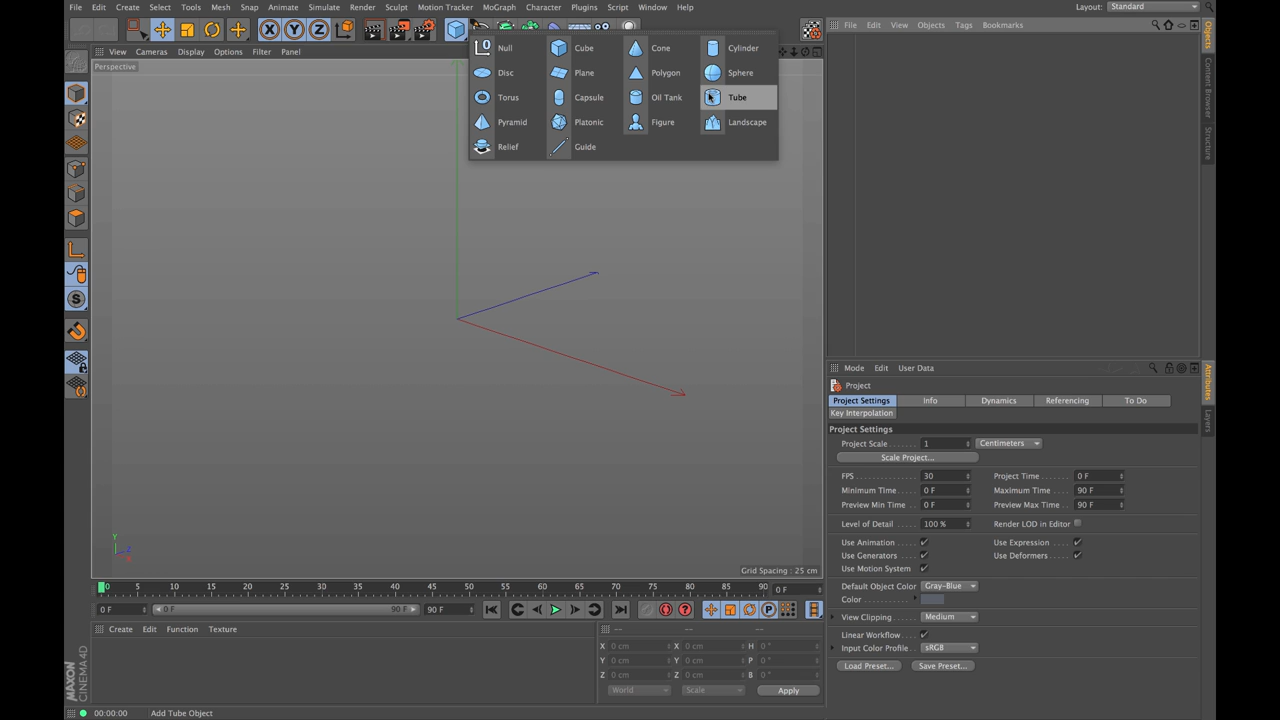 File Edit Create Select Tools Mesh Snap Animate Simulate Render Sculpt Motion Tracker MoGraph Character Plugins Script Window Help
Layout: Standard
X Y Z
File Edit View Objects Tags Bookmarks
View Cameras Display Options Filter Panel
Perspective
Null Cube Cone Cylinder
Disc Plane Polygon Sphere
Torus Capsule Oil Tank Tube
Pyramid Platonic Figure Landscape
Relief Guide
Objects
Content Browser
Structure
Mode Edit User Data
Project
Project Settings Info Dynamics Referencing To Do
Key Interpolation
Project Settings
Project Scale 1 Centimeters
Scale Project...
FPS 30 Project Time 0 F
Minimum Time 0 F Maximum Time 90 F
Preview Min Time 0 F Preview Max Time 90 F
Level of Detail 100 % Render LOD in Editor
Use Animation Use Expression
Use Generators Use Deformers
Use Motion System
Default Object Color Gray-Blue
Color
View Clipping Medium
Linear Workflow
Input Color Profile sRGB
Load Preset... Save Preset...
Attributes
Layers
Y
Z
X
Grid Spacing : 25 cm
0 5 10 15 20 25 30 35 40 45 50 55 60 65 70 75 80 85 90 0 F
0 F 0 F 90 F 90 F
Create Edit Function Texture
-- -- --
X 0 cm X 0 cm H 0 °
Y 0 cm Y 0 cm P 0 °
Z 0 cm Z 0 cm B 0 °
World Scale Apply
MAXON
CINEMA 4D
00:00:00 Add Tube Object